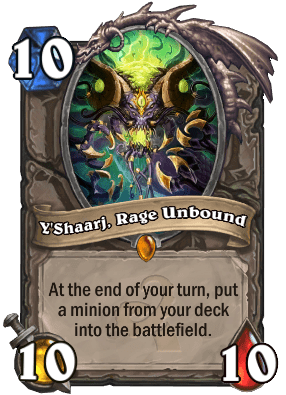 10
Y'Shaarj, Rage Unbound
At the end of your turn, put
a minion from your deck
into the battlefield.
10
10